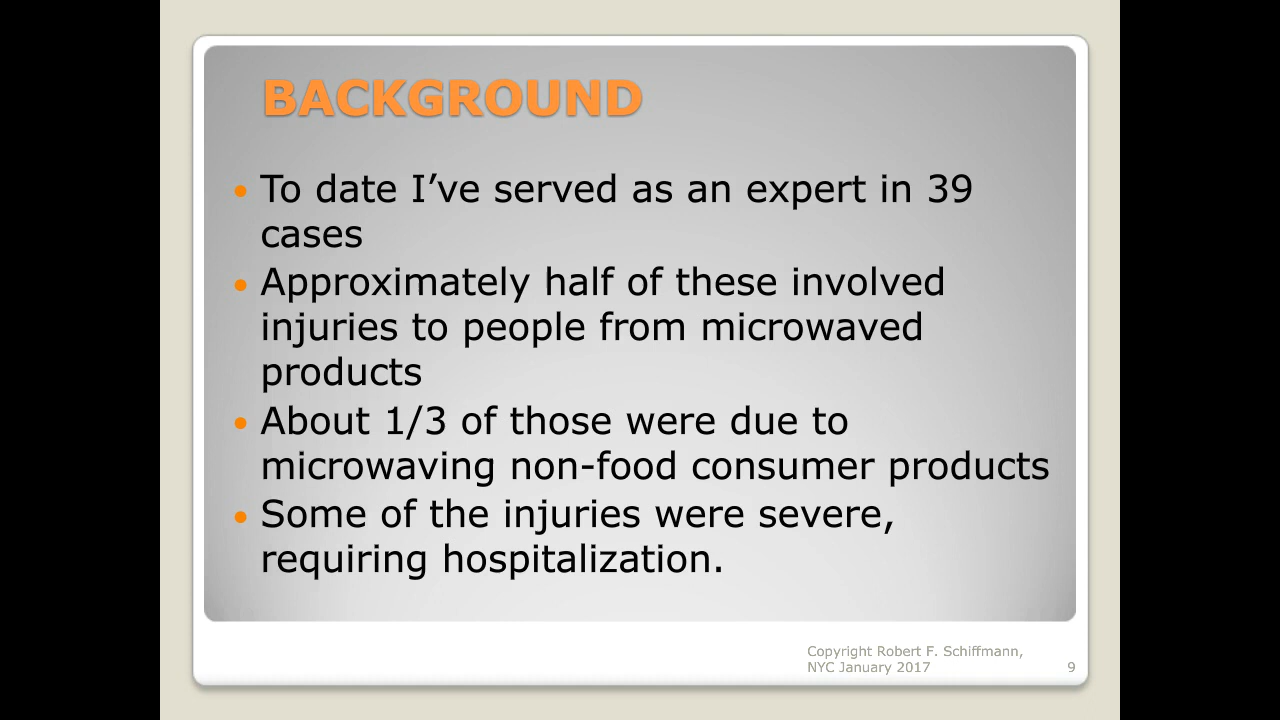 BACKGROUND
• To date I’ve served as an expert in 39
cases
• Approximately half of these involved
injuries to people from microwaved
products
• About 1/3 of those were due to
microwaving non-food consumer products
• Some of the injuries were severe,
requiring hospitalization.
Copyright Robert F. Schiffmann,
NYC January 2017
9